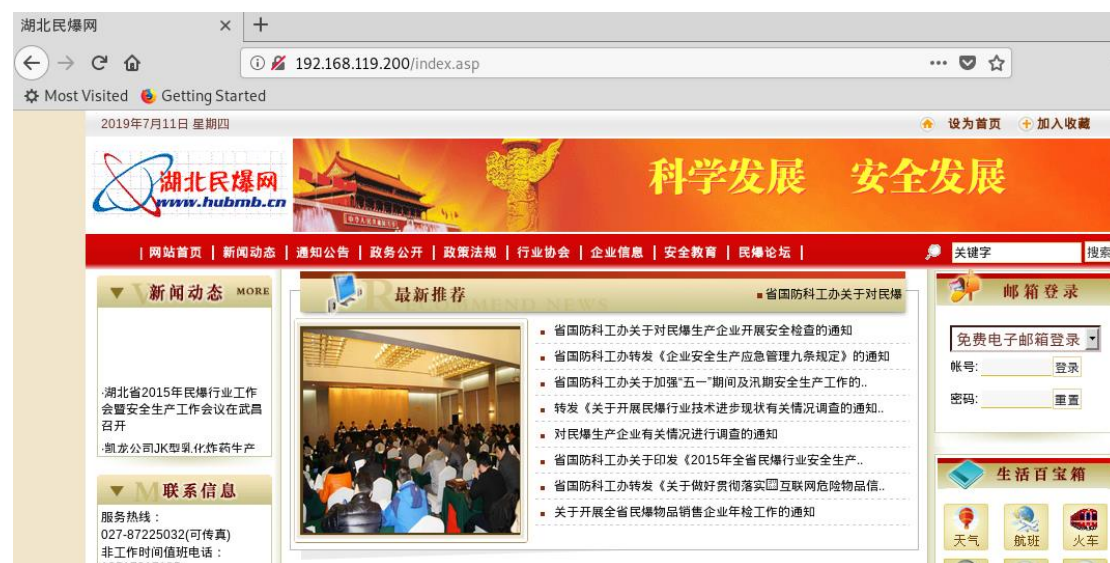 湖北民爆网
192.168.119.200/index.asp
Most Visited Getting Started
2019年7月11日 星期四
设为首页 加入收藏
湖北民爆网
www.hubmb.cn
科学发展 安全发展
| 网站首页 | 新闻动态 | 通知公告 | 政务公开 | 政策法规 | 行业协会 | 企业信息 | 安全教育 | 民爆论坛 |
关键字 搜索
新闻动态 MORE
·湖北省2015年民爆行业工作
会暨安全生产工作会议在武昌
召开
·凯龙公司JK型乳化炸药生产
联系信息
服务热线：
027-87225032(可传真)
非工作时间值班电话：
最新推荐
RECOMMEND NEWS
省国防科工办关于对民爆
省国防科工办关于对民爆生产企业开展安全检查的通知
省国防科工办转发《企业安全生产应急管理九条规定》的通知
省国防科工办关于加强“五一”期间及汛期安全生产工作的..
转发《关于开展民爆行业技术进步现状有关情况调查的通知..
对民爆生产企业有关情况进行调查的通知
省国防科工办关于印发《2015年全省民爆行业安全生产..
省国防科工办转发《关于做好贯彻落实互联网危险物品信..
关于开展全省民爆物品销售企业年检工作的通知
邮箱登录
免费电子邮箱登录
帐号: 登录
密码: 重置
生活百宝箱
天气 航班 火车